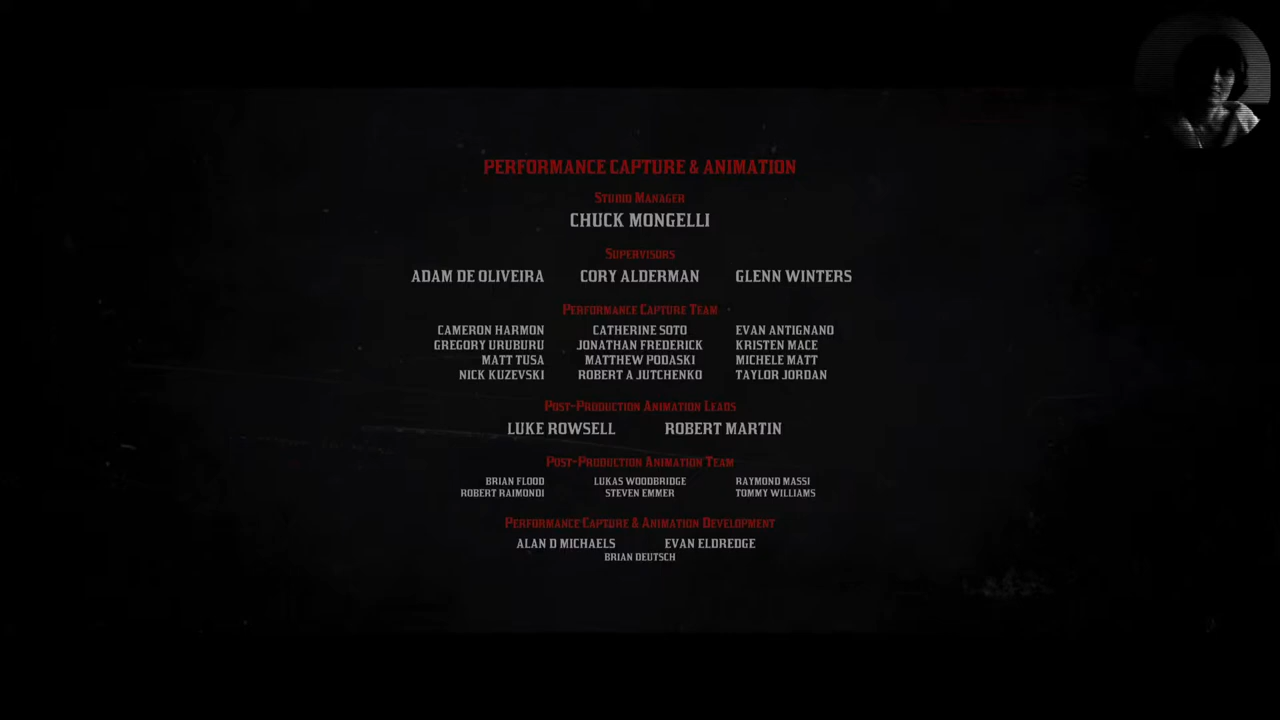 PERFORMANCE CAPTURE & ANIMATION
STUDIO MANAGER
CHUCK MONGELLI
SUPERVISORS
ADAM DE OLIVEIRA CORY ALDERMAN GLENN WINTERS
PERFORMANCE CAPTURE TEAM
CAMERON HARMON CATHERINE SOTO EVAN ANTIGNANO
GREGORY URUBURU JONATHAN FREDERICK KRISTEN MACE
MATT TUSA MATTHEW PODASKI MICHELE MATT
NICK KUZEVSKI ROBERT A JUTCHENKO TAYLOR JORDAN
POST-PRODUCTION ANIMATION LEADS
LUKE ROWSELL ROBERT MARTIN
POST-PRODUCTION ANIMATION TEAM
BRIAN FLOOD LUKAS WOODBRIDGE RAYMOND MASSI
ROBERT RAIMONDI STEVEN EMMER TOMMY WILLIAMS
PERFORMANCE CAPTURE & ANIMATION DEVELOPMENT
ALAN D MICHAELS EVAN ELDREDGE
BRIAN DEUTSCH